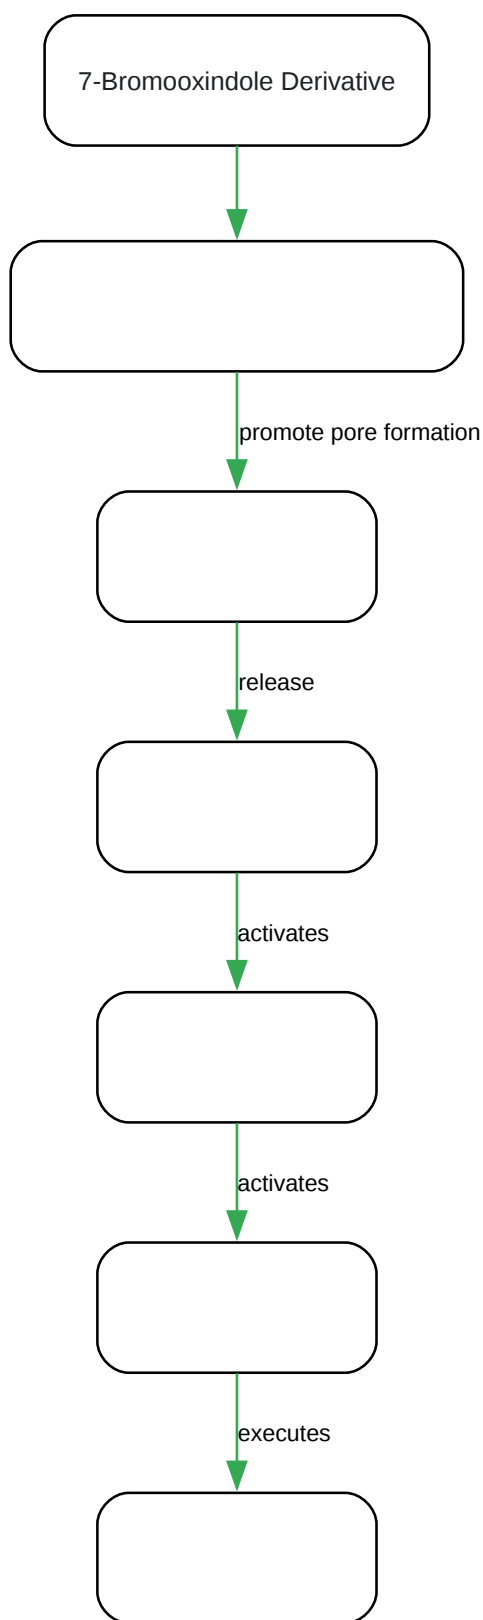 7-Bromooxindole Derivative
promote pore formation
release
activates
activates
executes